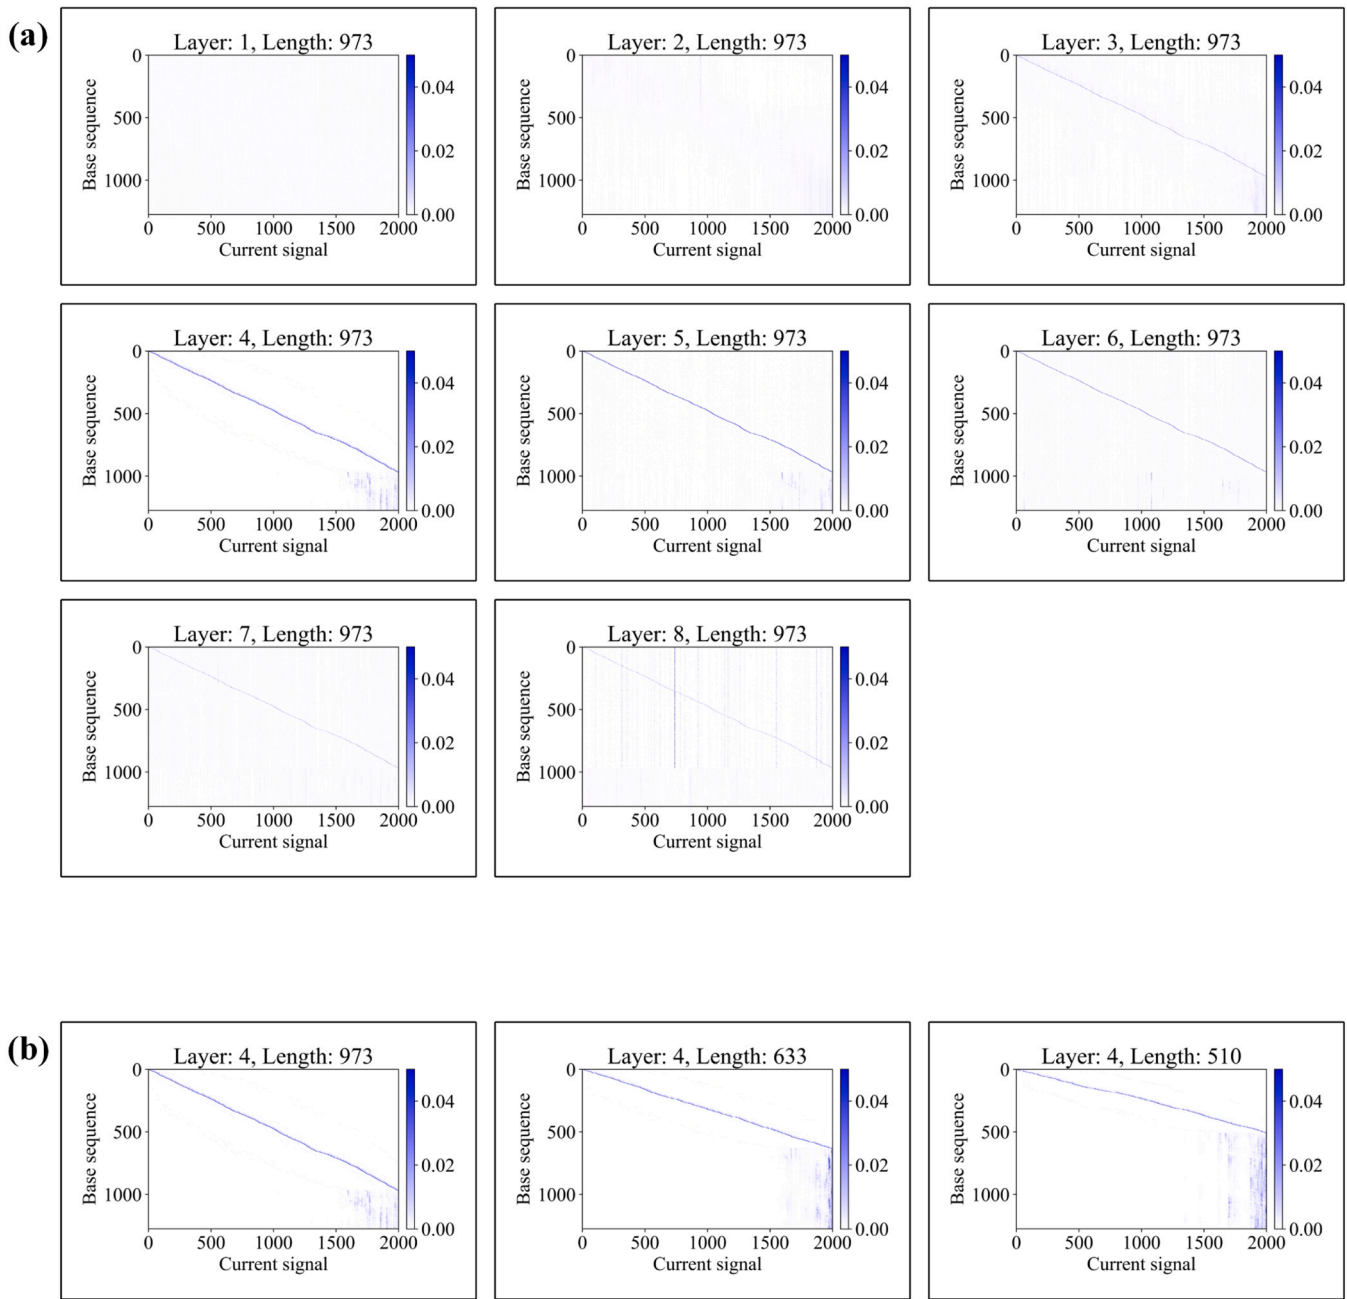 (a)
Layer: 1, Length: 973
0
500
1000
Base sequence
0 500 1000 1500 2000
Current signal
0.04
0.02
0.00
Layer: 2, Length: 973
0
500
1000
Base sequence
0 500 1000 1500 2000
Current signal
0.04
0.02
0.00
Layer: 3, Length: 973
0
500
1000
Base sequence
0 500 1000 1500 2000
Current signal
0.04
0.02
0.00
Layer: 4, Length: 973
0
500
1000
Base sequence
0 500 1000 1500 2000
Current signal
0.04
0.02
0.00
Layer: 5, Length: 973
0
500
1000
Base sequence
0 500 1000 1500 2000
Current signal
0.04
0.02
0.00
Layer: 6, Length: 973
0
500
1000
Base sequence
0 500 1000 1500 2000
Current signal
0.04
0.02
0.00
Layer: 7, Length: 973
0
500
1000
Base sequence
0 500 1000 1500 2000
Current signal
0.04
0.02
0.00
Layer: 8, Length: 973
0
500
1000
Base sequence
0 500 1000 1500 2000
Current signal
0.04
0.02
0.00
(b)
Layer: 4, Length: 973
0
500
1000
Base sequence
0 500 1000 1500 2000
Current signal
0.04
0.02
0.00
Layer: 4, Length: 633
0
500
1000
Base sequence
0 500 1000 1500 2000
Current signal
0.04
0.02
0.00
Layer: 4, Length: 510
0
500
1000
Base sequence
0 500 1000 1500 2000
Current signal
0.04
0.02
0.00